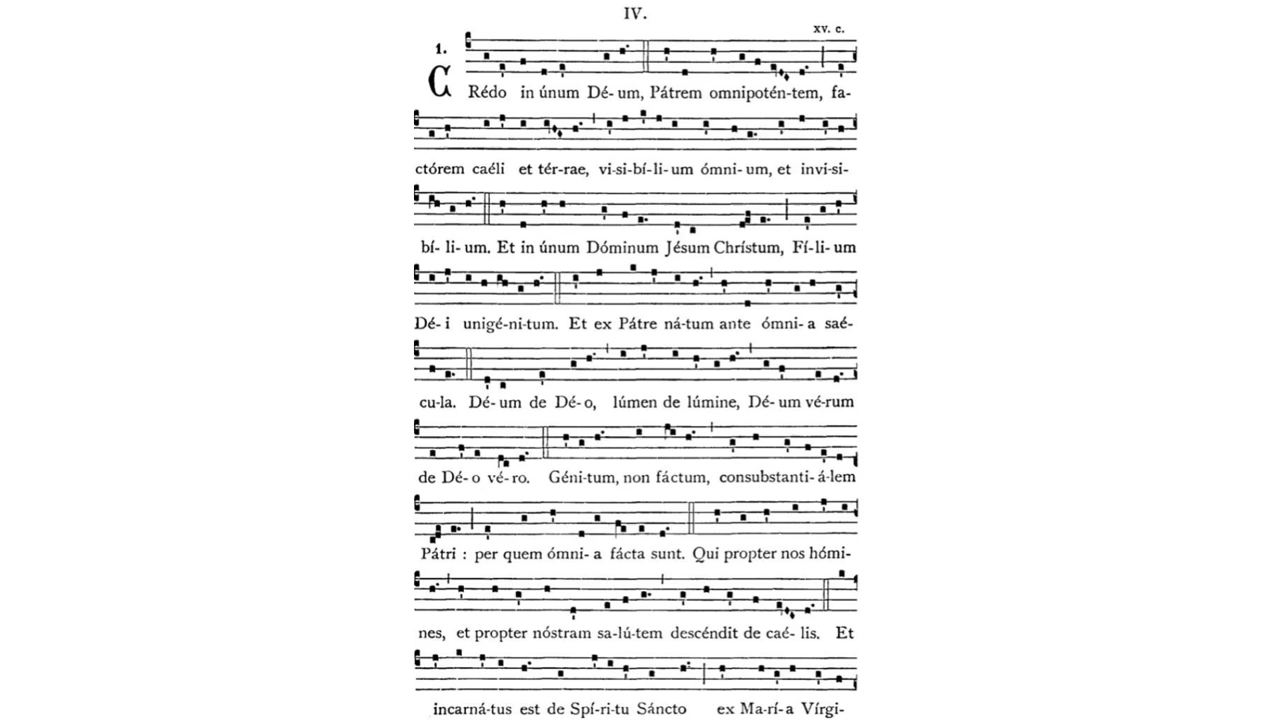 IV.
XV. C.
1.
CRédo in únum Dé- um, Pátrem omnipotén-tem, fa-
ctórem caéli et tér-rae, vi-si-bí-li- um ómni- um, et invi-si-
bí- li- um. Et in únum Dóminum Jésum Chrístum, Fí-li- um
Dé- i unigé-ni-tum. Et ex Pátre ná-tum ante ómni- a saé-
cu-la. Dé- um de Dé- o, lúmen de lúmine, Dé- um vé-rum
de Dé- o vé- ro. Géni-tum, non fáctum, consubstanti- á-lem
Pátri : per quem ómni- a fácta sunt. Qui propter nos hómi-
nes, et propter nóstram sa-lú-tem descéndit de caé- lis. Et
incarná-tus est de Spí-ri-tu Sáncto ex Ma-rí- a Vírgi-